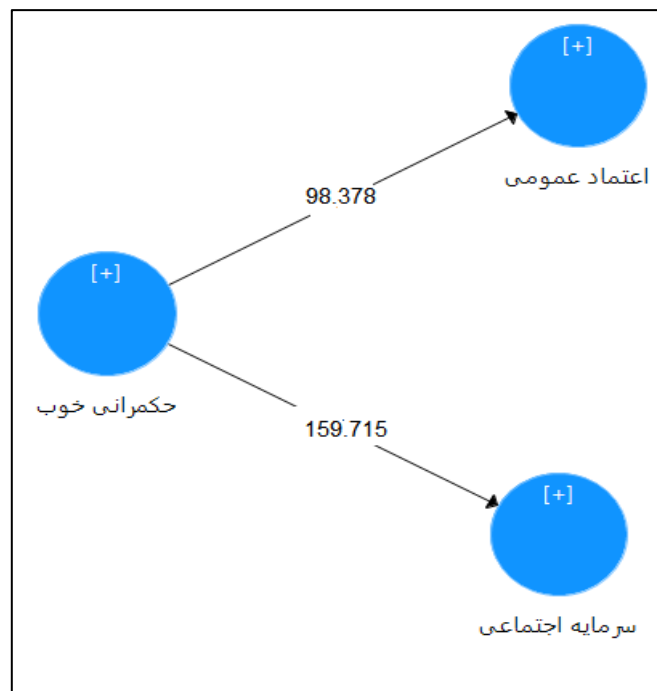 [+]
اعتماد عمومی
98.378
[+]
حکمرانی خوب
159.715
[+]
سرمایه اجتماعی